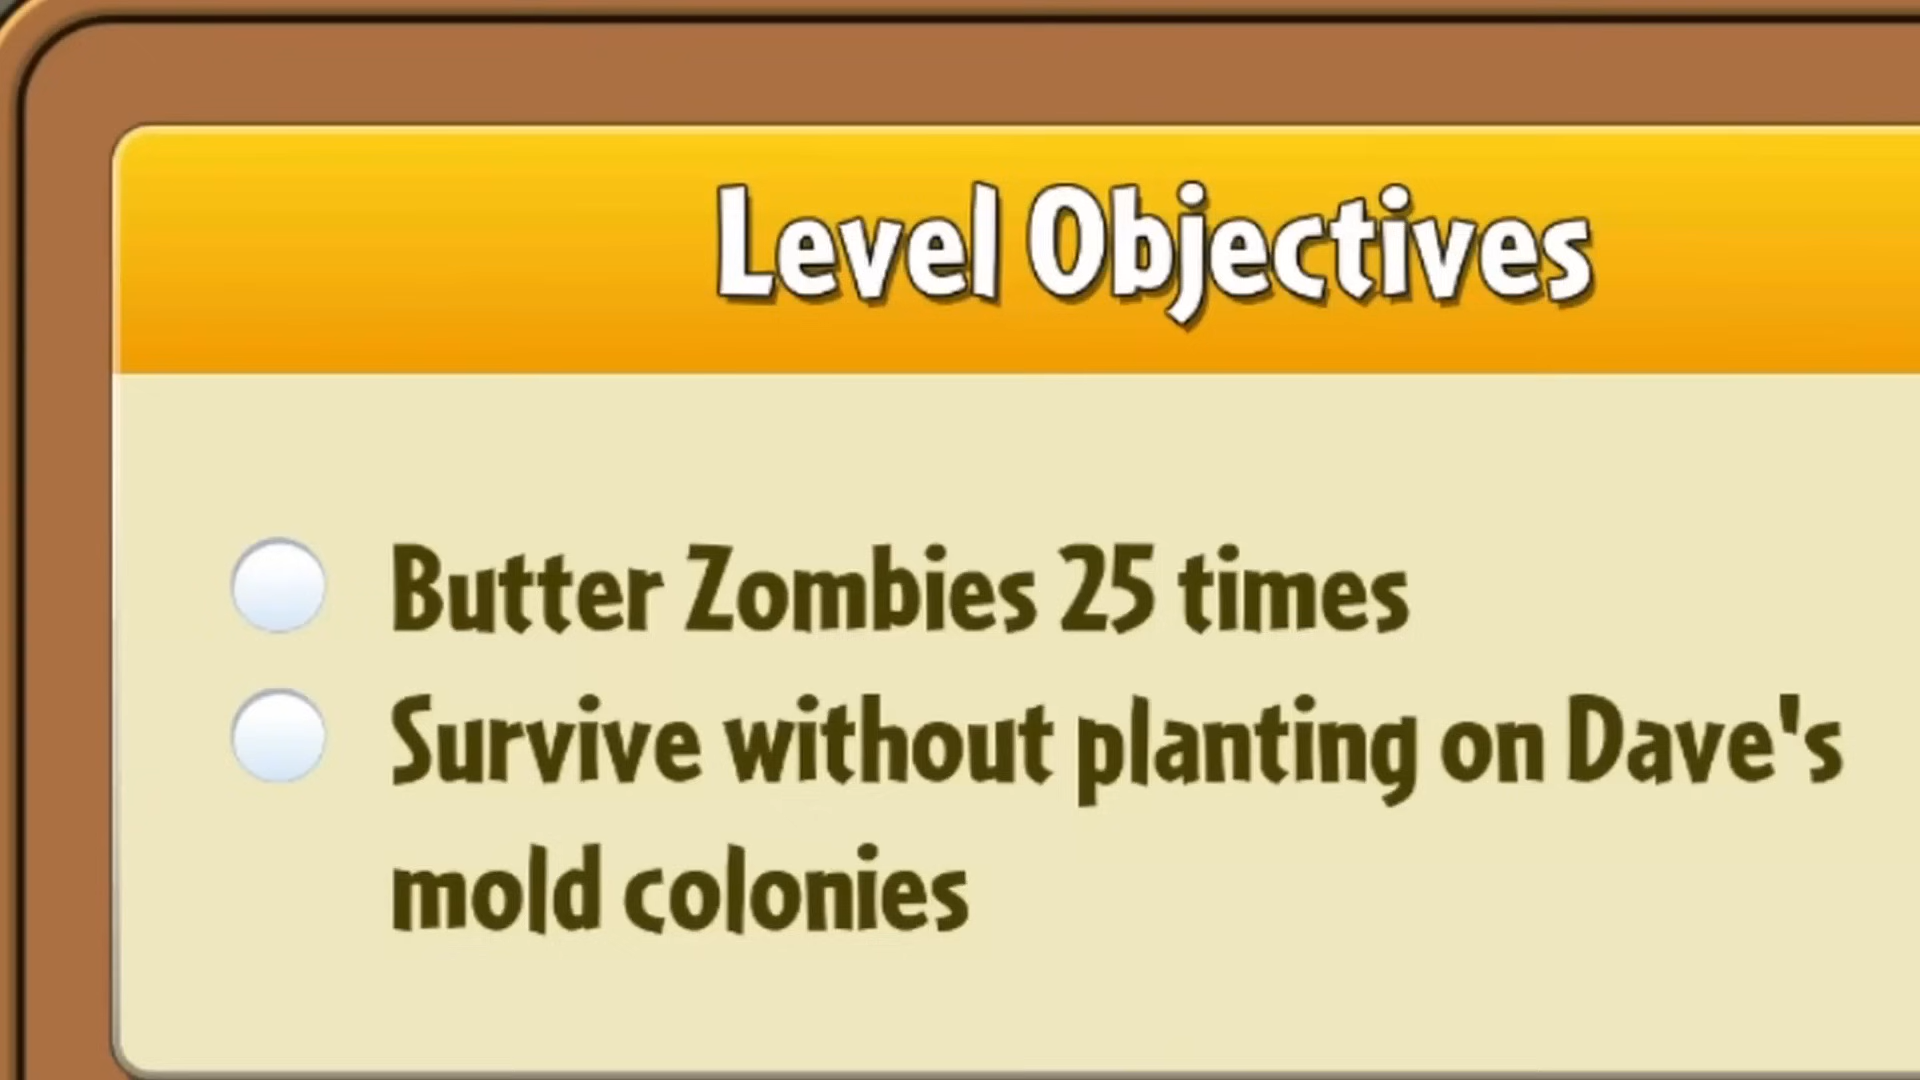 Level Objectives
Butter Zombies 25 times
Survive without planting on Dave's
mold colonies